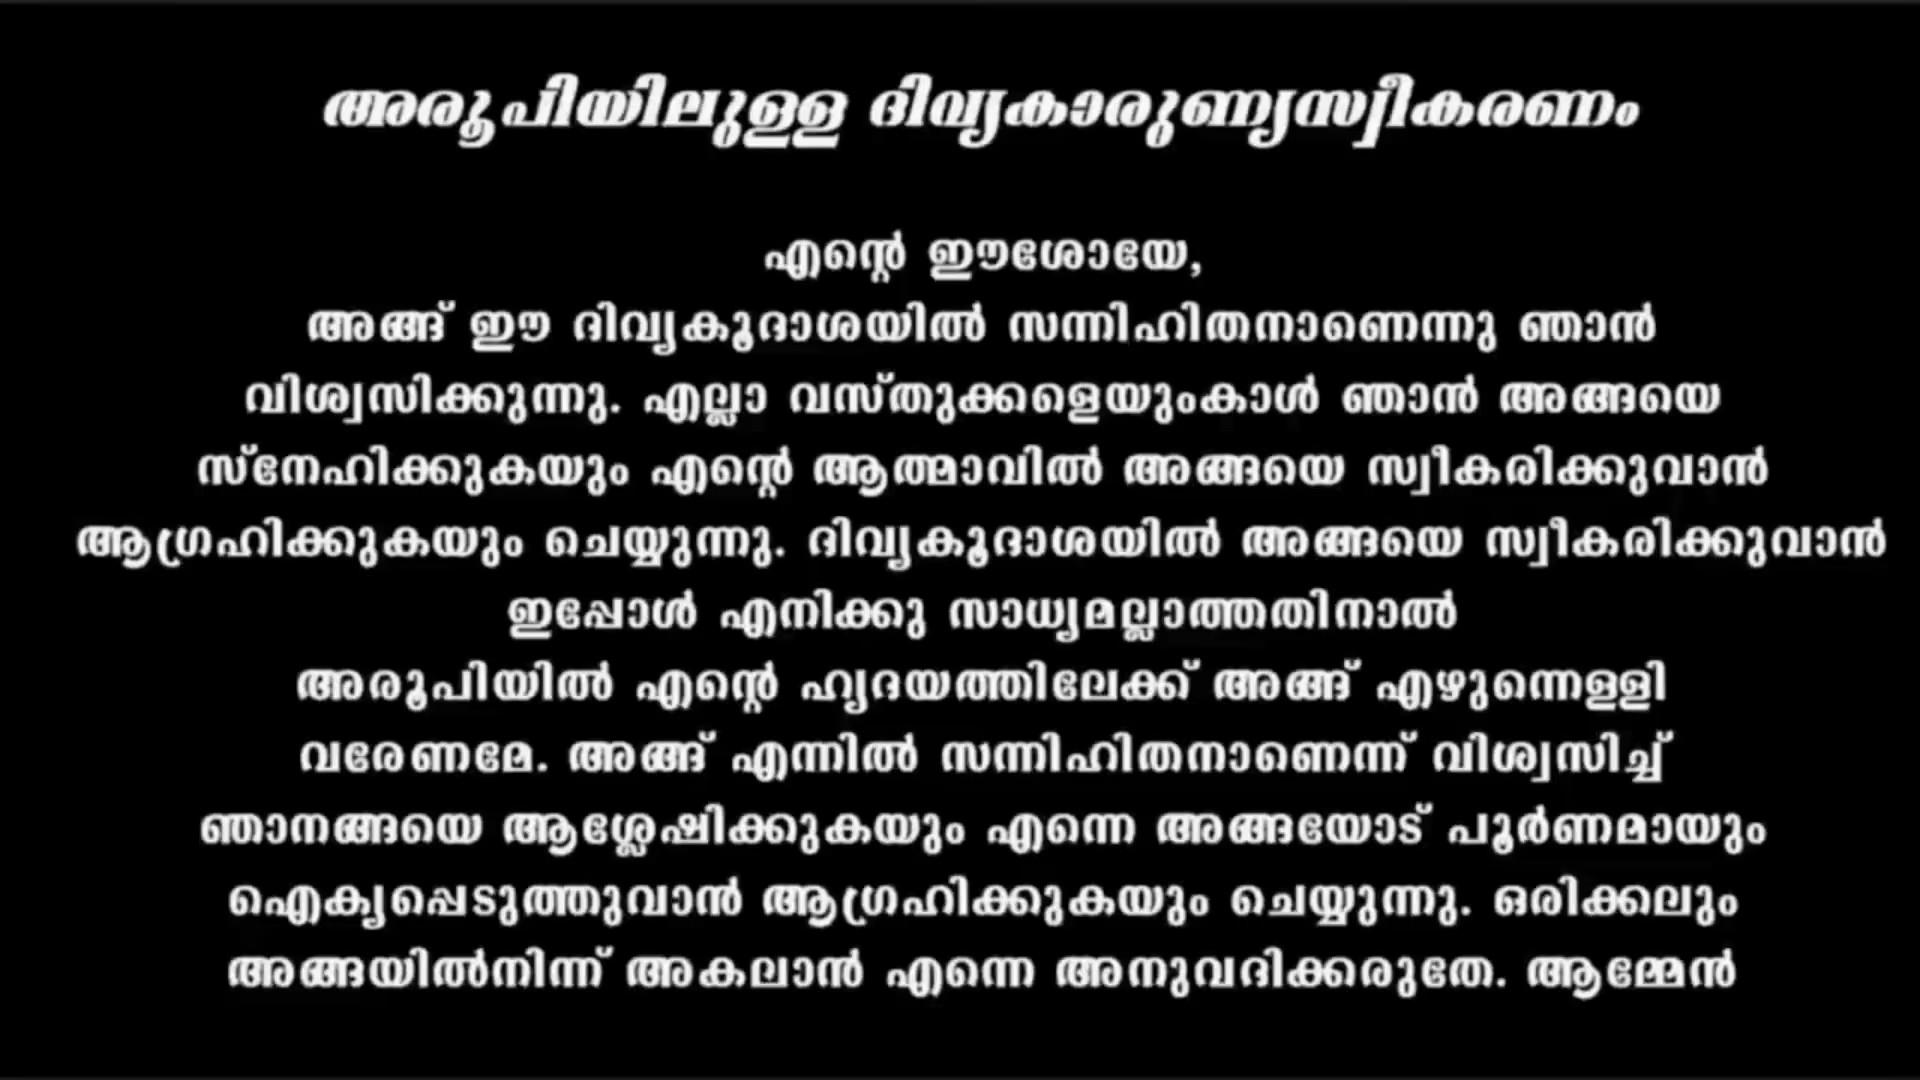 അരൂപിയിലുള്ള ദിവ്യകാരുണ്യസ്വീകരണം
എന്റെ ഈശോയേ,
അങ്ങ് ഈ ദിവ്യകൂദാശയിൽ സന്നിഹിതനാണെന്നു ഞാൻ
വിശ്വസിക്കുന്നു. എല്ലാ വസ്തുക്കളെയുംകാൾ ഞാൻ അങ്ങയെ
സ്നേഹിക്കുകയും എന്റെ ആത്മാവിൽ അങ്ങയെ സ്വീകരിക്കുവാൻ
ആഗ്രഹിക്കുകയും ചെയ്യുന്നു. ദിവ്യകൂദാശയിൽ അങ്ങയെ സ്വീകരിക്കുവാൻ
ഇപ്പോൾ എനിക്കു സാധ്യമല്ലാത്തതിനാൽ
അരൂപിയിൽ എന്റെ ഹൃദയത്തിലേക്ക് അങ്ങ് എഴുന്നെള്ളി
വരേണമേ. അങ്ങ് എന്നിൽ സന്നിഹിതനാണെന്ന് വിശ്വസിച്ച്
ഞാനങ്ങയെ ആശ്ലേഷിക്കുകയും എന്നെ അങ്ങയോട് പൂർണമായും
ഐക്യപ്പെടുത്തുവാൻ ആഗ്രഹിക്കുകയും ചെയ്യുന്നു. ഒരിക്കലും
അങ്ങയിൽനിന്ന് അകലാൻ എന്നെ അനുവദിക്കരുതേ. ആമ്മേൻ